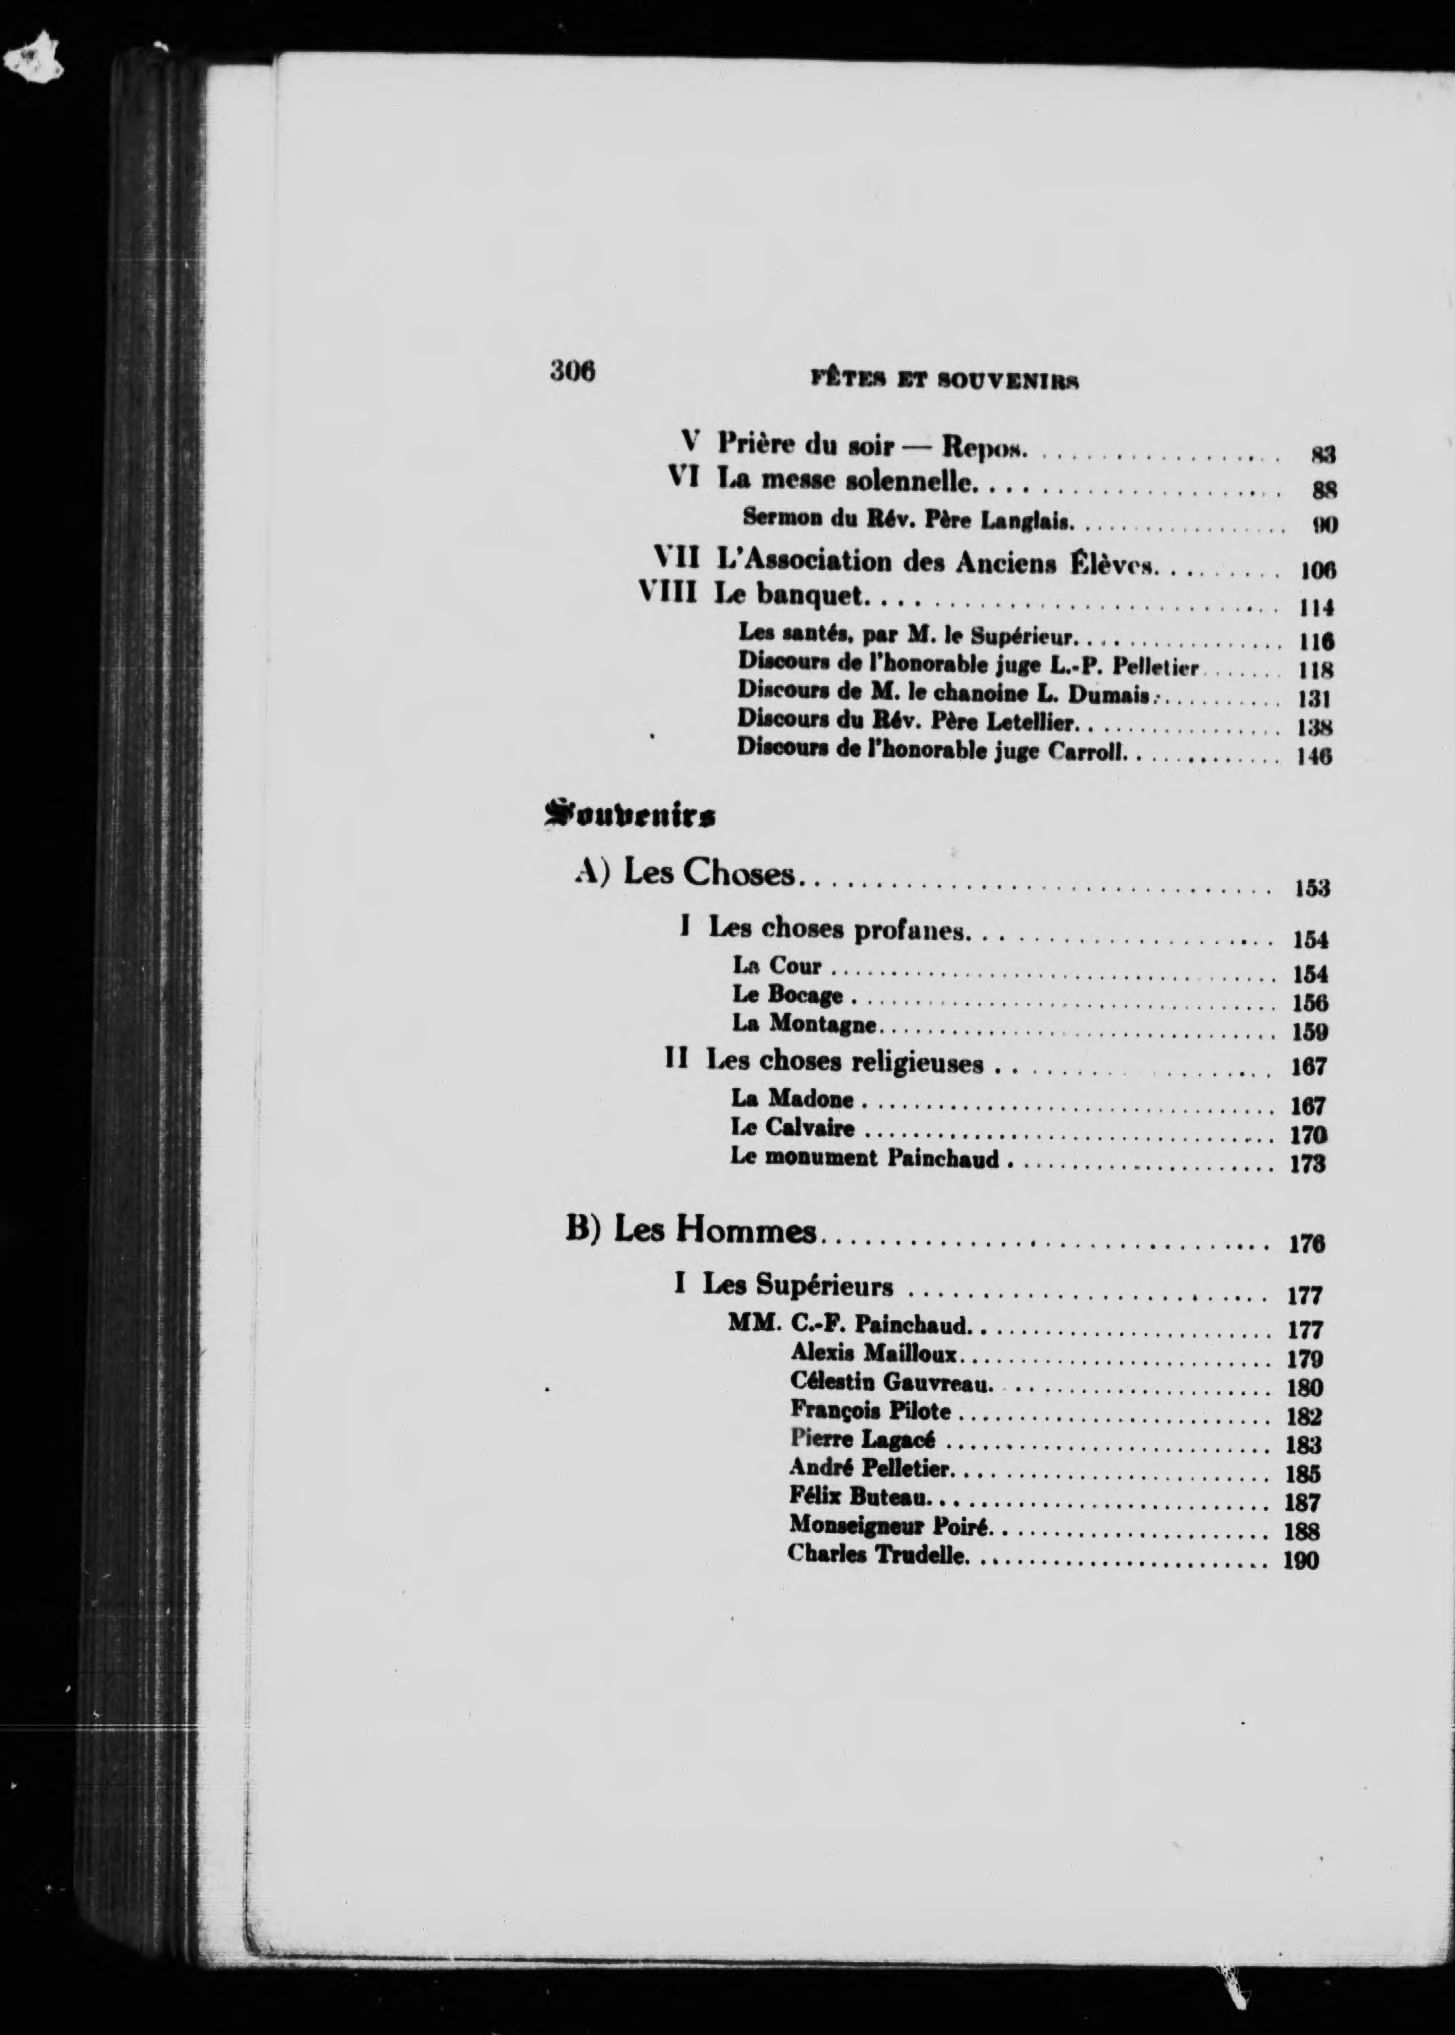 306
FÊTES ET SOUVENIRS
V Prière du soir — Repos. 83
VI La messe solennelle. 88
Sermon du Rév. Père Langlais. 90
VII L'Association des Anciens Élèves. 106
VIII Le banquet. 114
Les santés, par M. le Supérieur. 116
Discours de l'honorable juge L.-P. Pelletier 118
Discours de M. le chanoine L. Dumais. 131
Discours du Rév. Père Letellier. 138
Discours de l'honorable juge Carroll. 146
Souvenirs
A) Les Choses. 153
I Les choses profanes. 154
La Cour 154
Le Bocage 156
La Montagne. 159
II Les choses religieuses 167
La Madone 167
Le Calvaire 170
Le monument Painchaud 173
B) Les Hommes. 176
I Les Supérieurs 177
MM. C.-F. Painchaud. 177
Alexis Mailloux. 179
Célestin Gauvreau. 180
François Pilote 182
Pierre Lagacé 183
André Pelletier. 185
Félix Buteau. 187
Monseigneur Poiré. 188
Charles Trudelle. 190